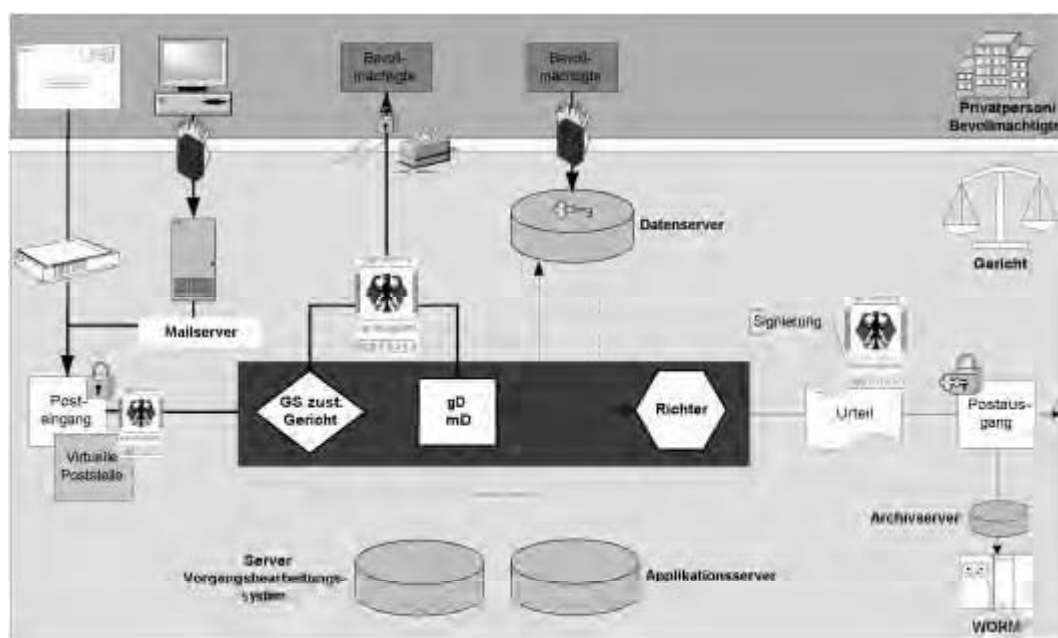 Bevoll-
mächtigte
Bevoll-
mächtigte
Privatperson/
Bevollmächtigte
Datenserver
Gericht
Mailserver
Signierung
Post-
eingang
GS zust.
Gericht
gD
mD
Richter
Urteil
Postaus-
gang
Virtuelle
Poststelle
Archivserver
Server
Vorgangsbearbeitungs-
system
Applikationsserver
WORM